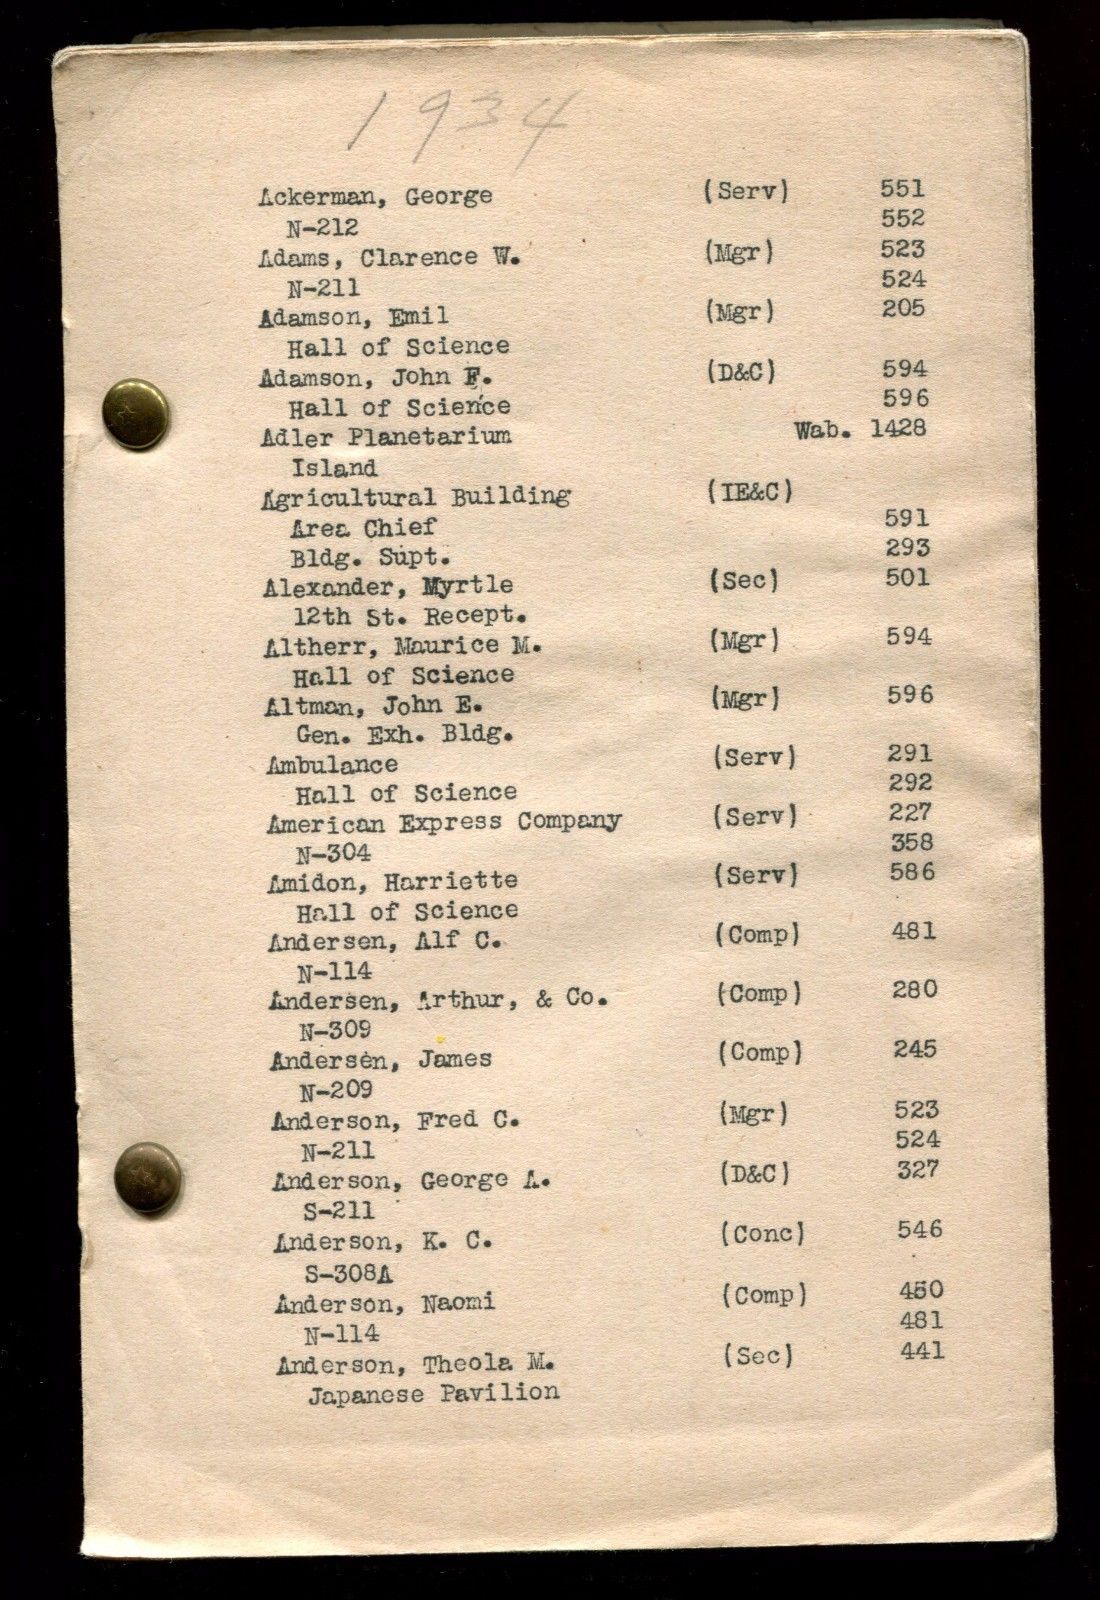 1934
Ackerman, George (Serv) 551
N-212 552
Adams, Clarence W. (Mgr) 523
N-211 524
Adamson, Emil (Mgr) 205
Hall of Science
Adamson, John F. (D&C) 594
Hall of Science 596
Adler Planetarium Wab. 1428
Island
Agricultural Building (IE&C)
Area Chief 591
Bldg. Supt. 293
Alexander, Myrtle (Sec) 501
12th St. Recept.
Altherr, Maurice M. (Mgr) 594
Hall of Science
Altman, John E. (Mgr) 596
Gen. Exh. Bldg.
Ambulance (Serv) 291
Hall of Science 292
American Express Company (Serv) 227
N-304 358
Amidon, Harriette (Serv) 586
Hall of Science
Andersen, Alf C. (Comp) 481
N-114
Andersen, Arthur, & Co. (Comp) 280
N-309
Andersen, James (Comp) 245
N-209
Anderson, Fred C. (Mgr) 523
N-211 524
Anderson, George A. (D&C) 327
S-211
Anderson, K. C. (Conc) 546
S-308A
Anderson, Naomi (Comp) 450
N-114 481
Anderson, Theola M. (Sec) 441
Japanese Pavilion